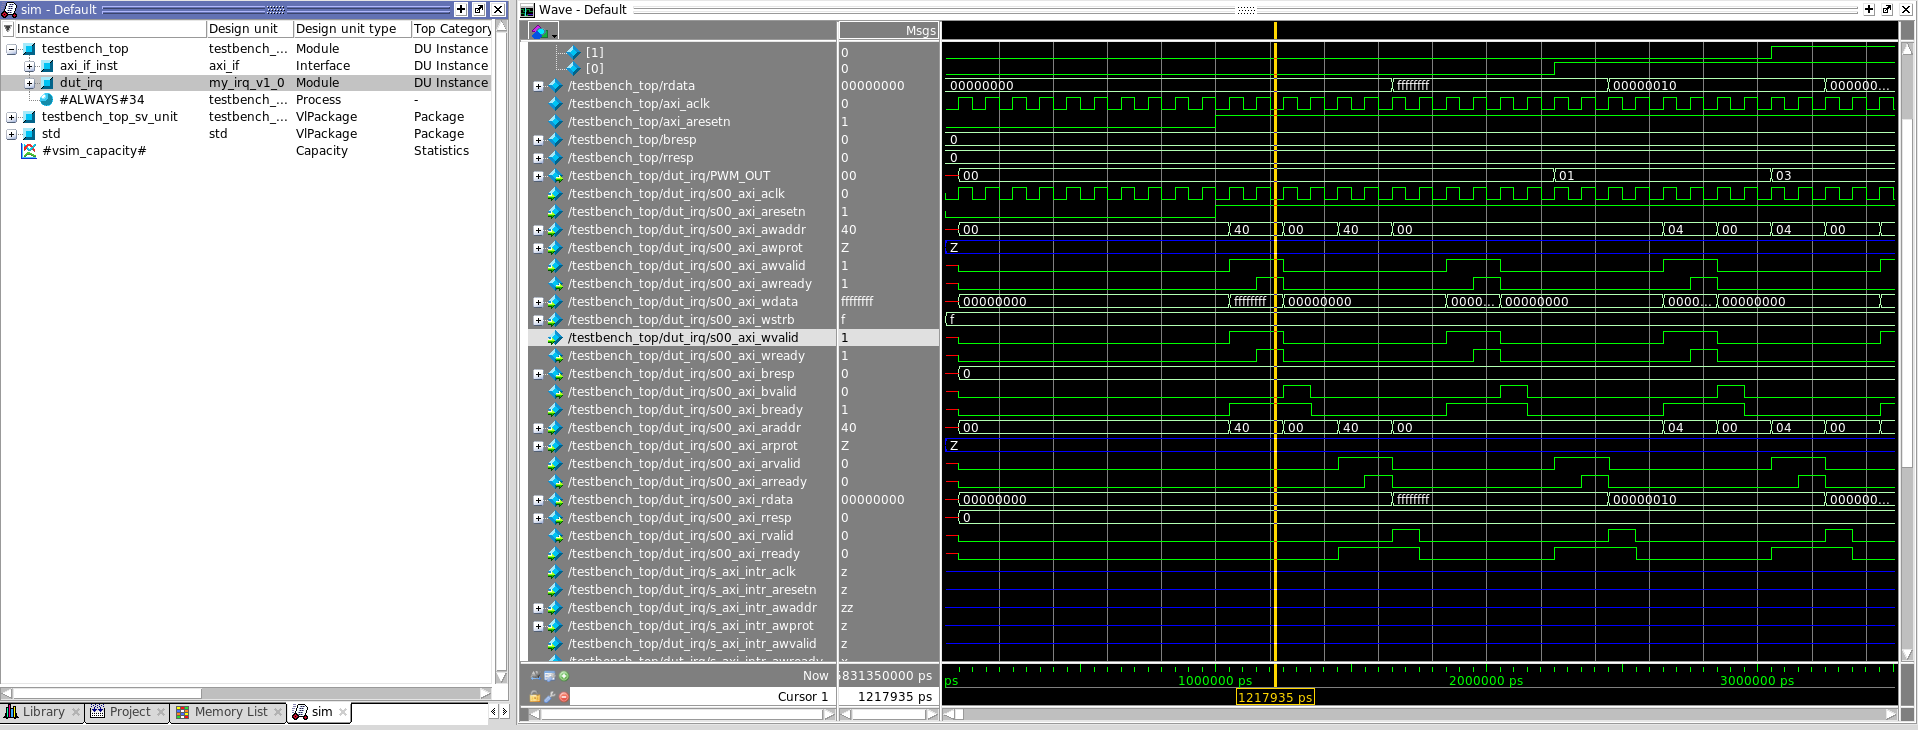 sim - Default
Instance Design unit Design unit type Top Category
testbench_top testbench_... Module DU Instance
axi_if_inst axi_if Interface DU Instance
dut_irq my_irq_v1_0 Module DU Instance
#ALWAYS#34 testbench_... Process -
testbench_top_sv_unit testbench_... VlPackage Package
std std VlPackage Package
#vsim_capacity# Capacity Statistics
Library Project Memory List sim
Wave - Default
Msgs
[1] 0
[0] 0
/testbench_top/rdata 00000000 00000000 ffffffff 00000010 000000...
/testbench_top/axi_aclk 0
/testbench_top/axi_aresetn 1
/testbench_top/bresp 0 0
/testbench_top/rresp 0 0
/testbench_top/dut_irq/PWM_OUT 00 00 01 03
/testbench_top/dut_irq/s00_axi_aclk 0
/testbench_top/dut_irq/s00_axi_aresetn 1
/testbench_top/dut_irq/s00_axi_awaddr 40 00 40 00 40 00 04 00 04 00
/testbench_top/dut_irq/s00_axi_awprot Z Z
/testbench_top/dut_irq/s00_axi_awvalid 1
/testbench_top/dut_irq/s00_axi_awready 1
/testbench_top/dut_irq/s00_axi_wdata ffffffff 00000000 ffffffff 00000000 0000... 00000000 0000... 00000000
/testbench_top/dut_irq/s00_axi_wstrb f f
/testbench_top/dut_irq/s00_axi_wvalid 1
/testbench_top/dut_irq/s00_axi_wready 1
/testbench_top/dut_irq/s00_axi_bresp 0 0
/testbench_top/dut_irq/s00_axi_bvalid 0
/testbench_top/dut_irq/s00_axi_bready 1
/testbench_top/dut_irq/s00_axi_araddr 40 00 40 00 40 00 04 00 04 00
/testbench_top/dut_irq/s00_axi_arprot Z Z
/testbench_top/dut_irq/s00_axi_arvalid 0
/testbench_top/dut_irq/s00_axi_arready 0
/testbench_top/dut_irq/s00_axi_rdata 00000000 00000000 ffffffff 00000010 000000...
/testbench_top/dut_irq/s00_axi_rresp 0 0
/testbench_top/dut_irq/s00_axi_rvalid 0
/testbench_top/dut_irq/s00_axi_rready 0
/testbench_top/dut_irq/s_axi_intr_aclk z
/testbench_top/dut_irq/s_axi_intr_aresetn z
/testbench_top/dut_irq/s_axi_intr_awaddr zz
/testbench_top/dut_irq/s_axi_intr_awprot z
/testbench_top/dut_irq/s_axi_intr_awvalid z
Now 831350000 ps ps 1000000 ps 2000000 ps 3000000 ps
Cursor 1 1217935 ps 1217935 ps